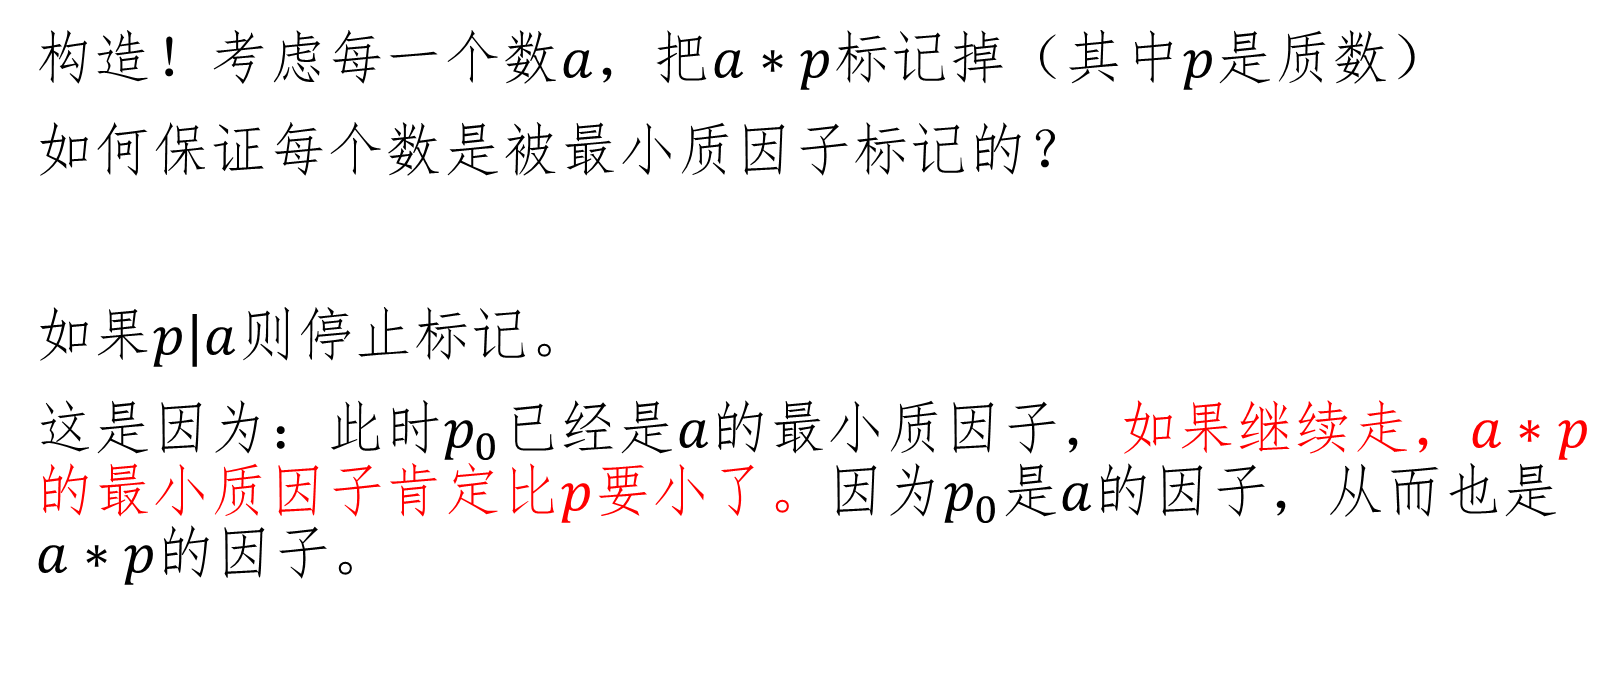 构造！考虑每一个数a，把a∗p标记掉（其中p是质数）
如何保证每个数是被最小质因子标记的？
如果p|a则停止标记。
这是因为：此时p₀已经是a的最小质因子，如果继续走，a∗p
的最小质因子肯定比p要小了。因为p₀是a的因子，从而也是
a∗p的因子。